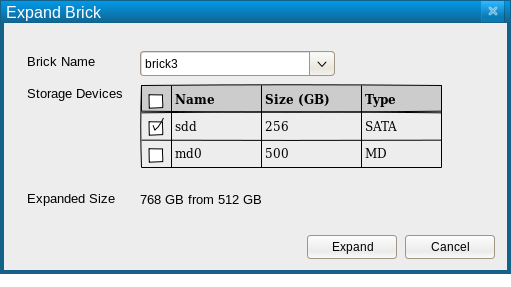 Expand Brick
Brick Name brick3
Storage Devices
Name Size (GB) Type
sdd 256 SATA
md0 500 MD
Expanded Size 768 GB from 512 GB
Expand Cancel